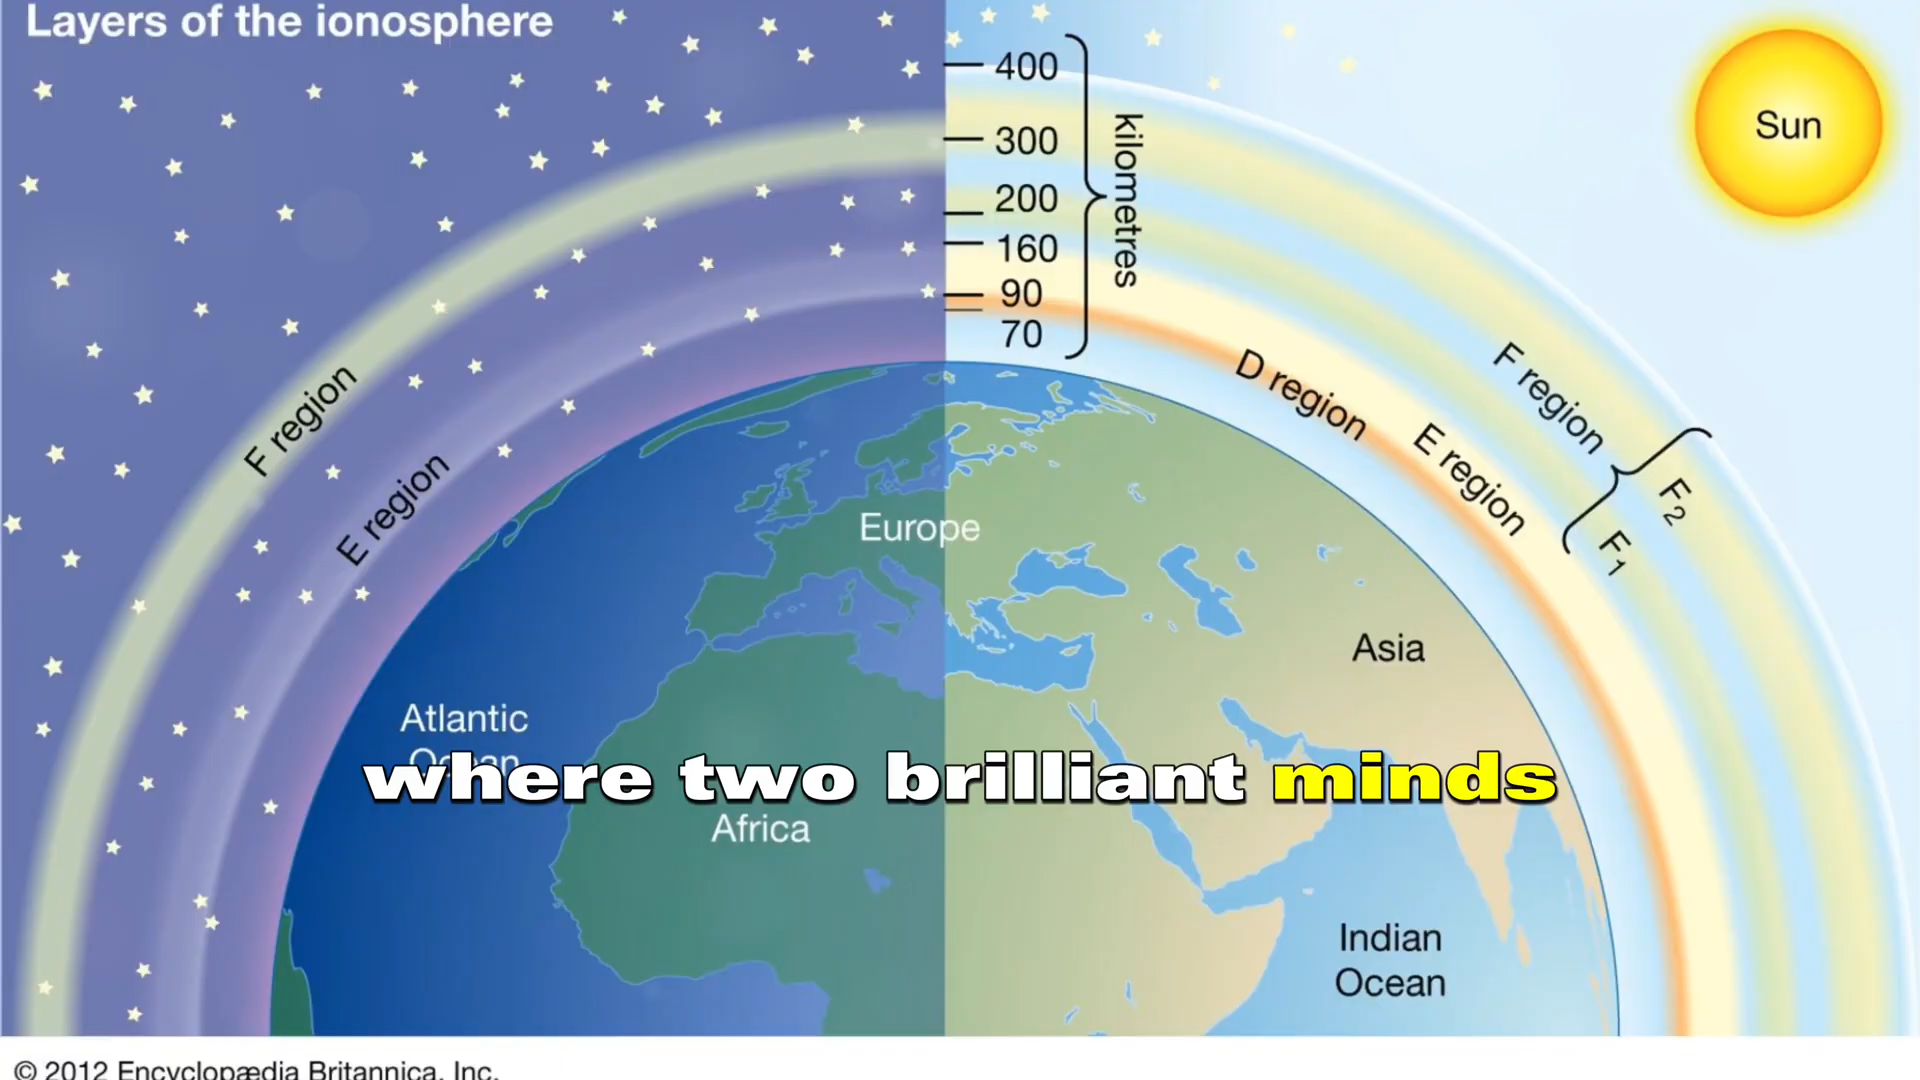 Layers of the ionosphere
400
300
200
160
90
70
kilometres
Sun
F region
E region
D region
E region
F region
F2
F1
Europe
Asia
Atlantic
Ocean
where two brilliant minds
Africa
Indian
Ocean
© 2012 Encyclopædia Britannica, Inc.